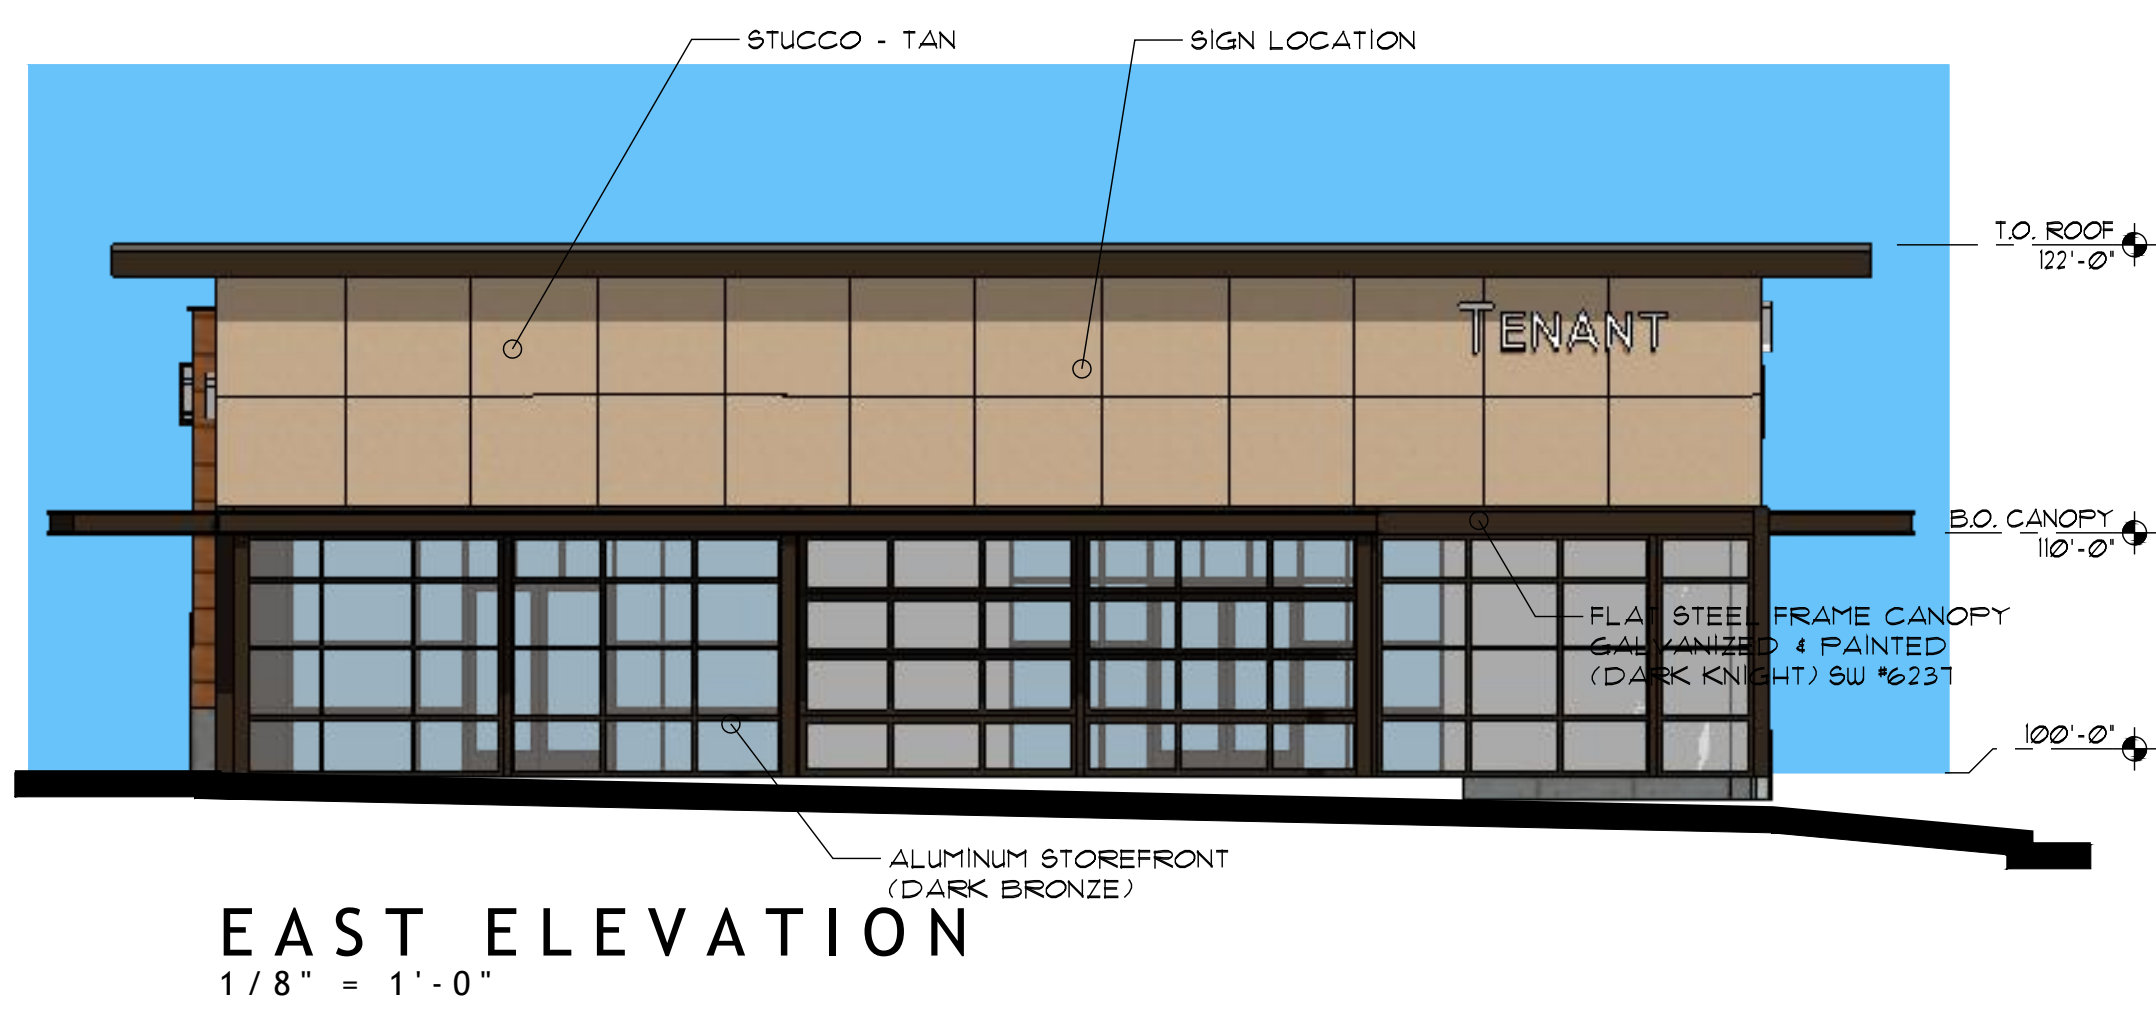 STUCCO - TAN
SIGN LOCATION
T.O. ROOF
122'-0"
TENANT
B.O. CANOPY
110'-0"
FLAT STEEL FRAME CANOPY
GALVANIZED & PAINTED
(DARK KNIGHT) SW #6237
100'-0"
ALUMINUM STOREFRONT
(DARK BRONZE)
EAST ELEVATION
1/8" = 1'-0"